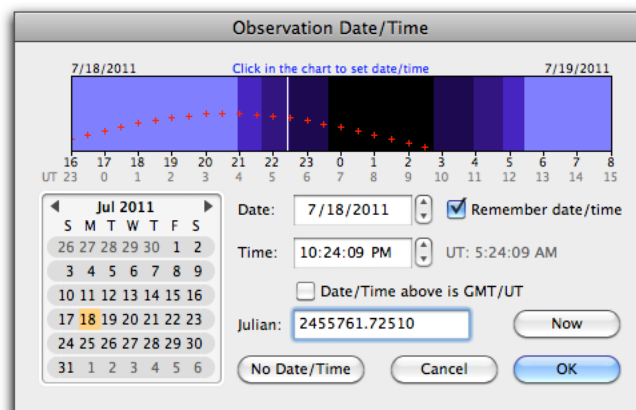 Observation Date/Time
7/18/2011 Click in the chart to set date/time 7/19/2011
16 17 18 19 20 21 22 23 0 1 2 3 4 5 6 7 8
UT 23 0 1 2 3 4 5 6 7 8 9 10 11 12 13 14 15
Jul 2011
S M T W T F S
26 27 28 29 30 1 2
3 4 5 6 7 8 9
10 11 12 13 14 15 16
17 18 19 20 21 22 23
24 25 26 27 28 29 30
31 1 2 3 4 5 6
Date: 7/18/2011 Remember date/time
Time: 10:24:09 PM UT: 5:24:09 AM
Date/Time above is GMT/UT
Julian: 2455761.72510 Now
No Date/Time Cancel OK